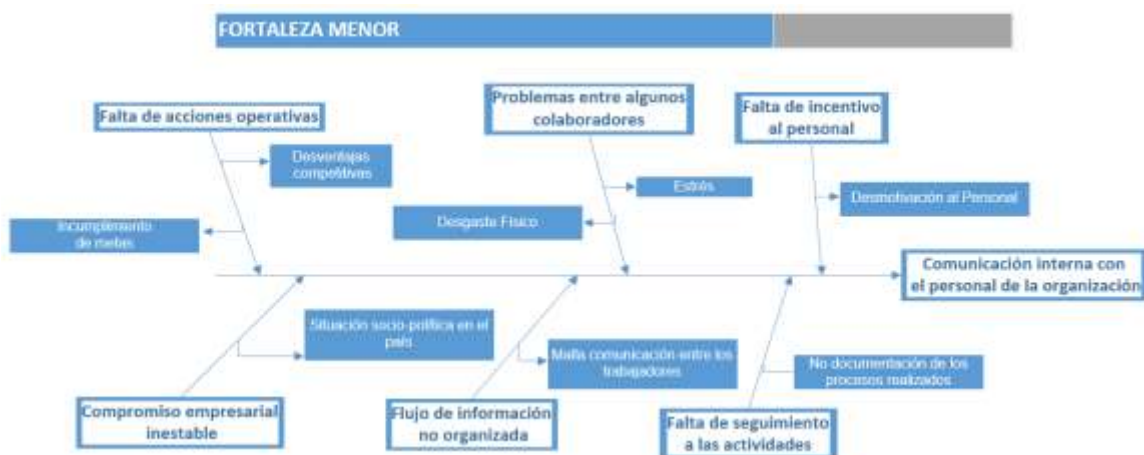 FORTALEZA MENOR
Problemas entre algunos
colaboradores
Falta de incentivo
al personal
Falta de acciones operativas
Desventajas
competitivas
Estrés
Desmotivación al Personal
Desgaste Físico
Incumplimento
de metas
Comunicación interna con
el personal de la organización
Situación socio-política en el
país
Malta comunicación entre los
trabajadores
No documentación de los
procesos realizados
Compromiso empresarial
inestable
Flujo de información
no organizada
Falta de seguimiento
a las actividades